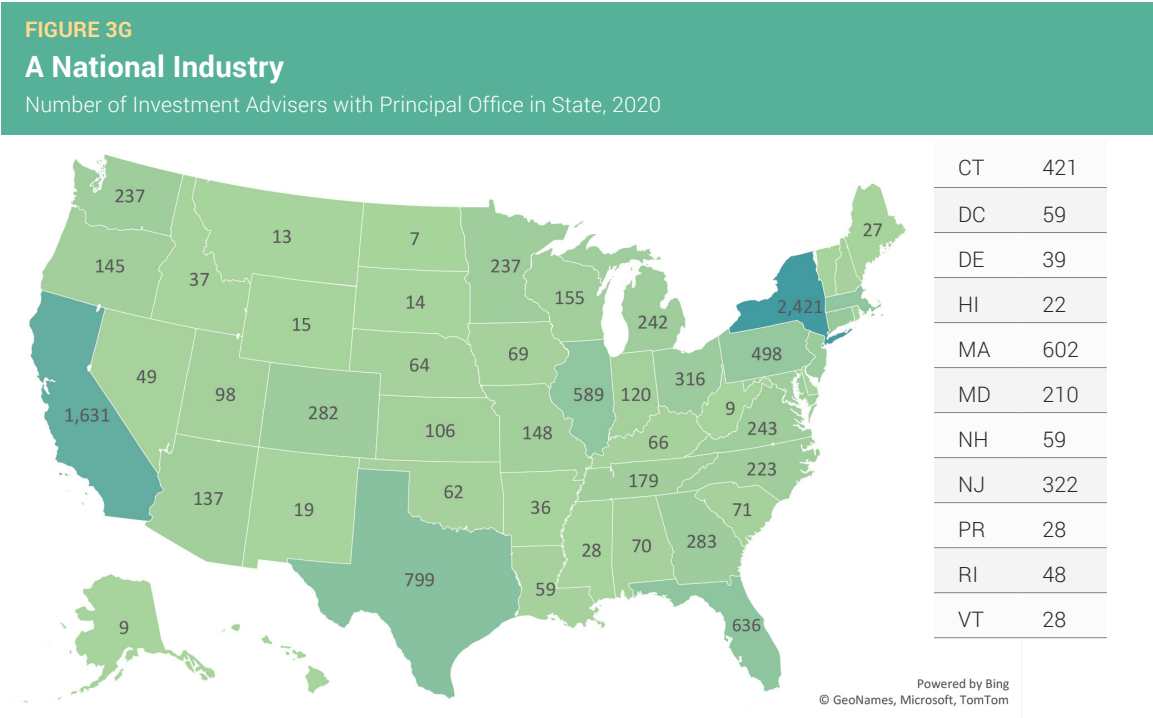 FIGURE 3G
A National Industry
Number of Investment Advisers with Principal Office in State, 2020
237
145
37
13
15
7
14
64
106
62
237
69
148
36
59
155
589
242
120
316
66
179
28
70
283
9
243
223
71
636
498
2,421
27
49
98
282
1,631
137
19
799
9
CT 421
DC 59
DE 39
HI 22
MA 602
MD 210
NH 59
NJ 322
PR 28
RI 48
VT 28
Powered by Bing
© GeoNames, Microsoft, TomTom